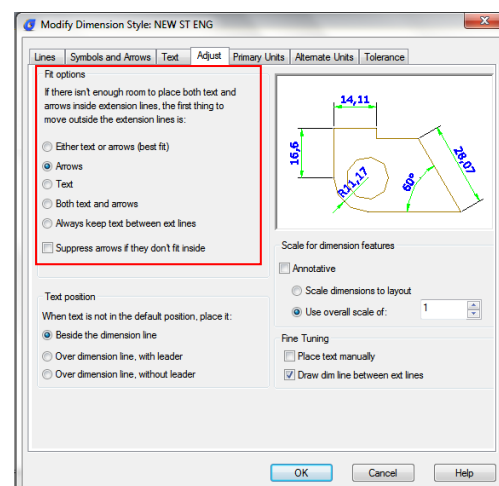 Modify Dimension Style: NEW ST ENG
Lines Symbols and Arrows Text Adjust Primary Units Alternate Units Tolerance
Fit options
If there isn't enough room to place both text and
arrows inside extension lines, the first thing to
move outside the extension lines is:
Either text or arrows (best fit)
Arrows
Text
Both text and arrows
Always keep text between ext lines
Suppress arrows if they don't fit inside
Text position
When text is not in the default position, place it:
Beside the dimension line
Over dimension line, with leader
Over dimension line, without leader
14,11
16,6
28,07
R11,17
60°
Scale for dimension features
Annotative
Scale dimensions to layout
Use overall scale of: 1
Fine Tuning
Place text manually
Draw dim line between ext lines
OK Cancel Help